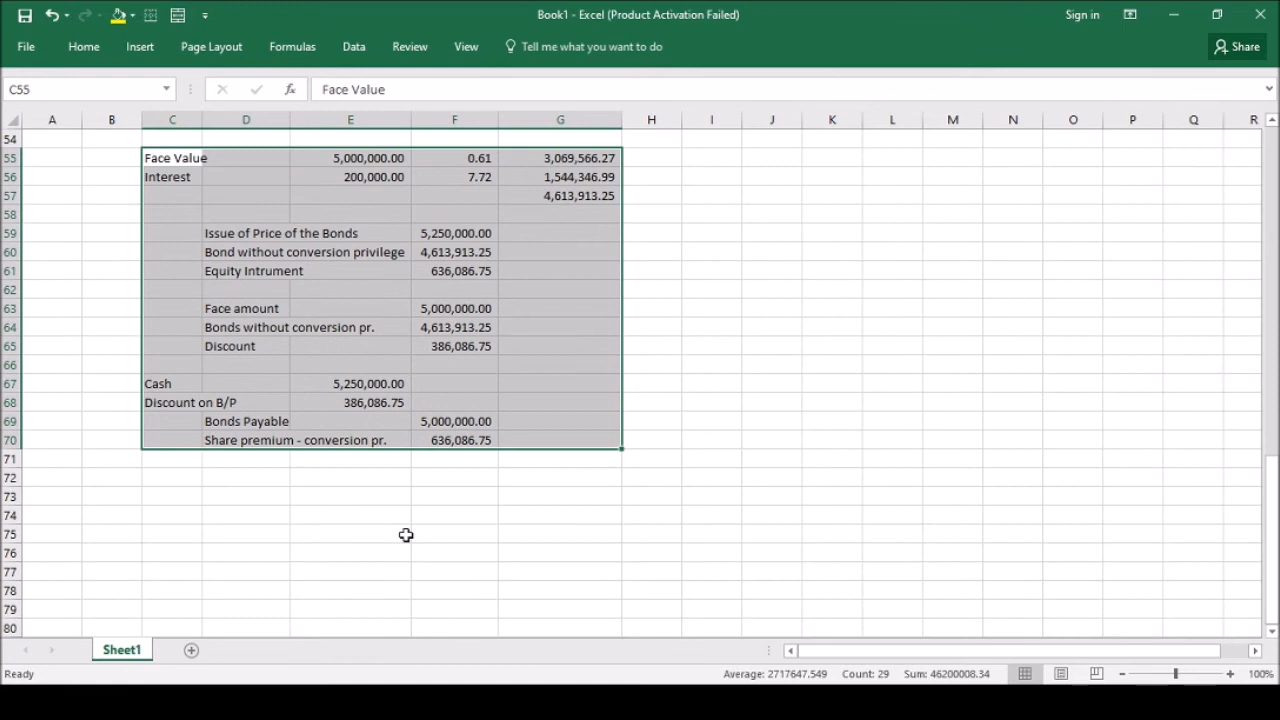 Book1 - Excel (Product Activation Failed)
Sign in
File Home Insert Page Layout Formulas Data Review View Tell me what you want to do Share
C55 fx Face Value
A B C D E F G H I J K L M N O P Q R
54
55 Face Value 5,000,000.00 0.61 3,069,566.27
56 Interest 200,000.00 7.72 1,544,346.99
57 4,613,913.25
58
59 Issue of Price of the Bonds 5,250,000.00
60 Bond without conversion privilege 4,613,913.25
61 Equity Intrument 636,086.75
62
63 Face amount 5,000,000.00
64 Bonds without conversion pr. 4,613,913.25
65 Discount 386,086.75
66
67 Cash 5,250,000.00
68 Discount on B/P 386,086.75
69 Bonds Payable 5,000,000.00
70 Share premium - conversion pr. 636,086.75
71
72
73
74
75
76
77
78
79
80
Sheet1
Ready Average: 2717647.549 Count: 29 Sum: 46200008.34 100%